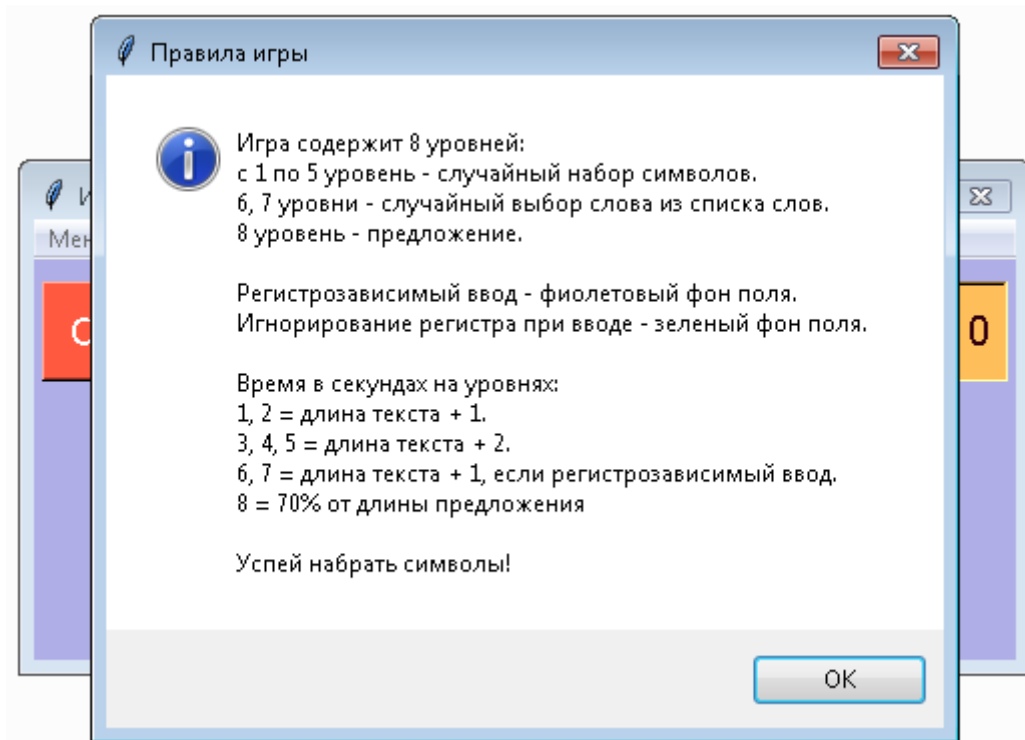 Правила игры
Игра содержит 8 уровней:
с 1 по 5 уровень - случайный набор символов.
6, 7 уровни - случайный выбор слова из списка слов.
8 уровень - предложение.
Регистрозависимый ввод - фиолетовый фон поля.
Игнорирование регистра при вводе - зеленый фон поля.
Время в секундах на уровнях:
1, 2 = длина текста + 1.
3, 4, 5 = длина текста + 2.
6, 7 = длина текста + 1, если регистрозависимый ввод.
8 = 70% от длины предложения
Успей набрать символы!
OK
0